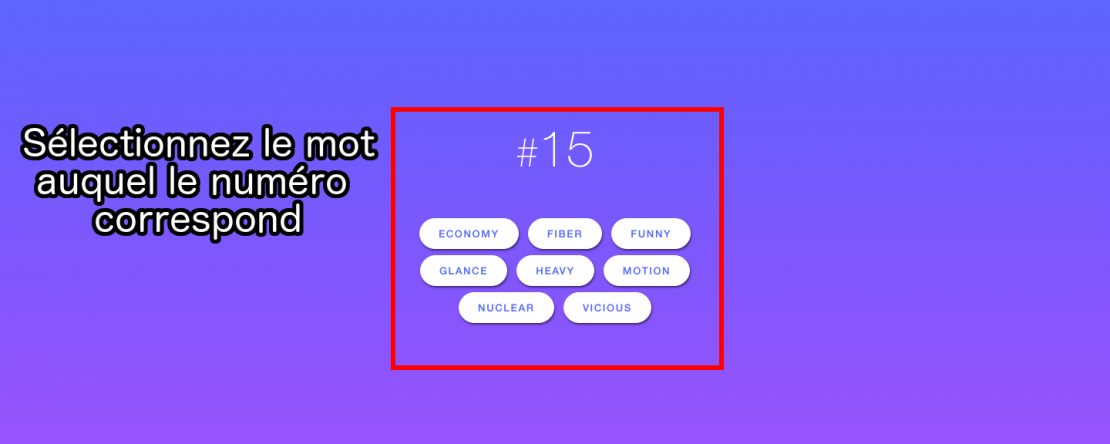 Sélectionnez le mot
auquel le numéro
correspond
#15
ECONOMY FIBER FUNNY
GLANCE HEAVY MOTION
NUCLEAR VICIOUS